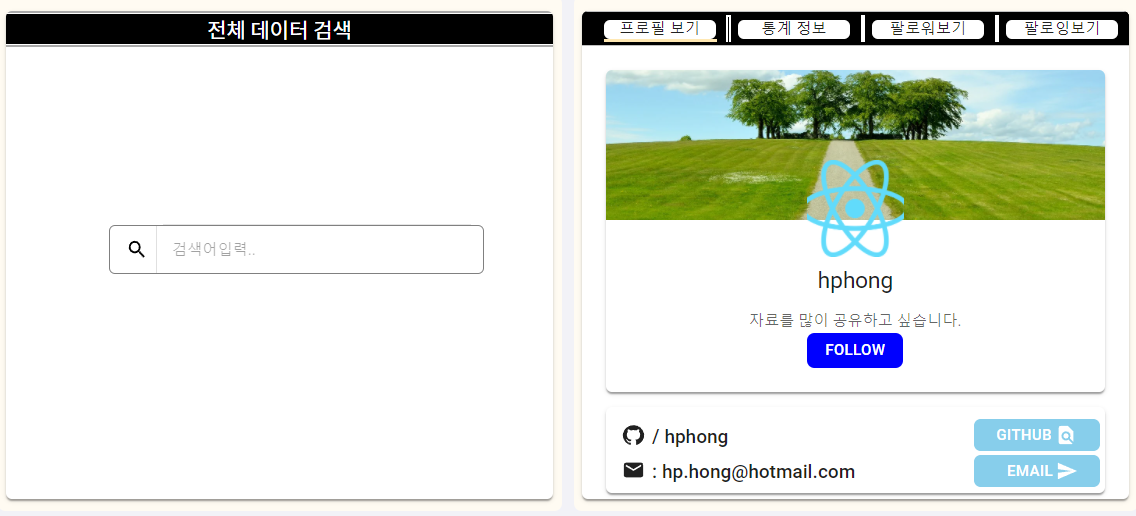 전체 데이터 검색
검색어입력..
프로필 보기
통계 정보
팔로워보기
팔로잉보기
hphong
자료를 많이 공유하고 싶습니다.
FOLLOW
/ hphong
GITHUB
: hp.hong@hotmail.com
EMAIL